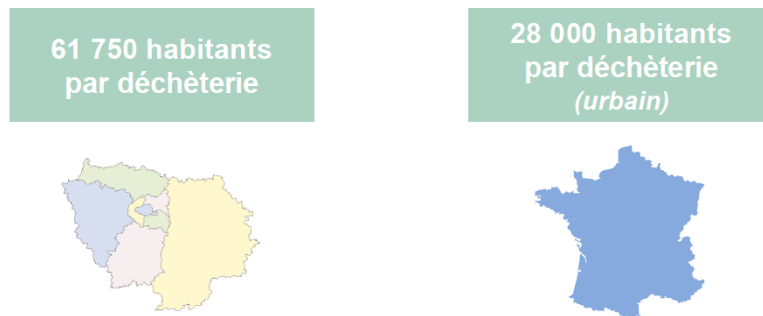 61 750 habitants
par déchèterie
28 000 habitants
par déchèterie
(urbain)